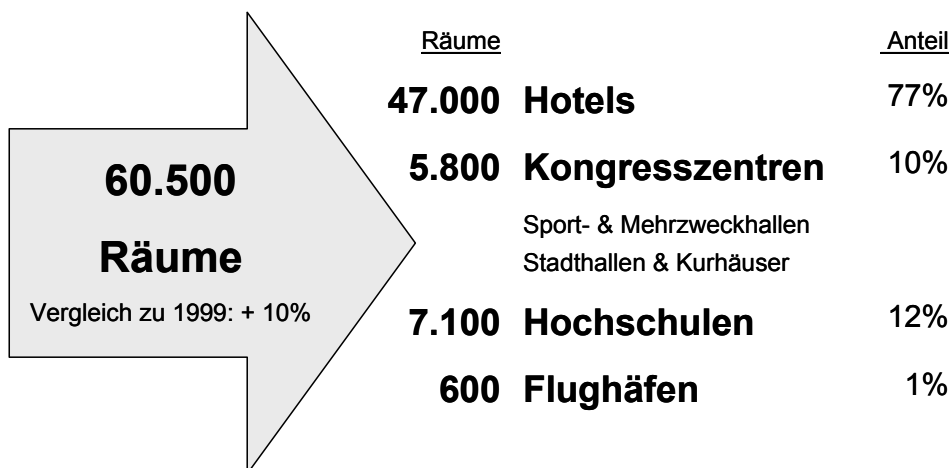 Räume Anteil
47.000 Hotels 77%
5.800 Kongresszentren 10%
Sport- & Mehrzweckhallen
Stadthallen & Kurhäuser
7.100 Hochschulen 12%
600 Flughäfen 1%
60.500
Räume
Vergleich zu 1999: + 10%